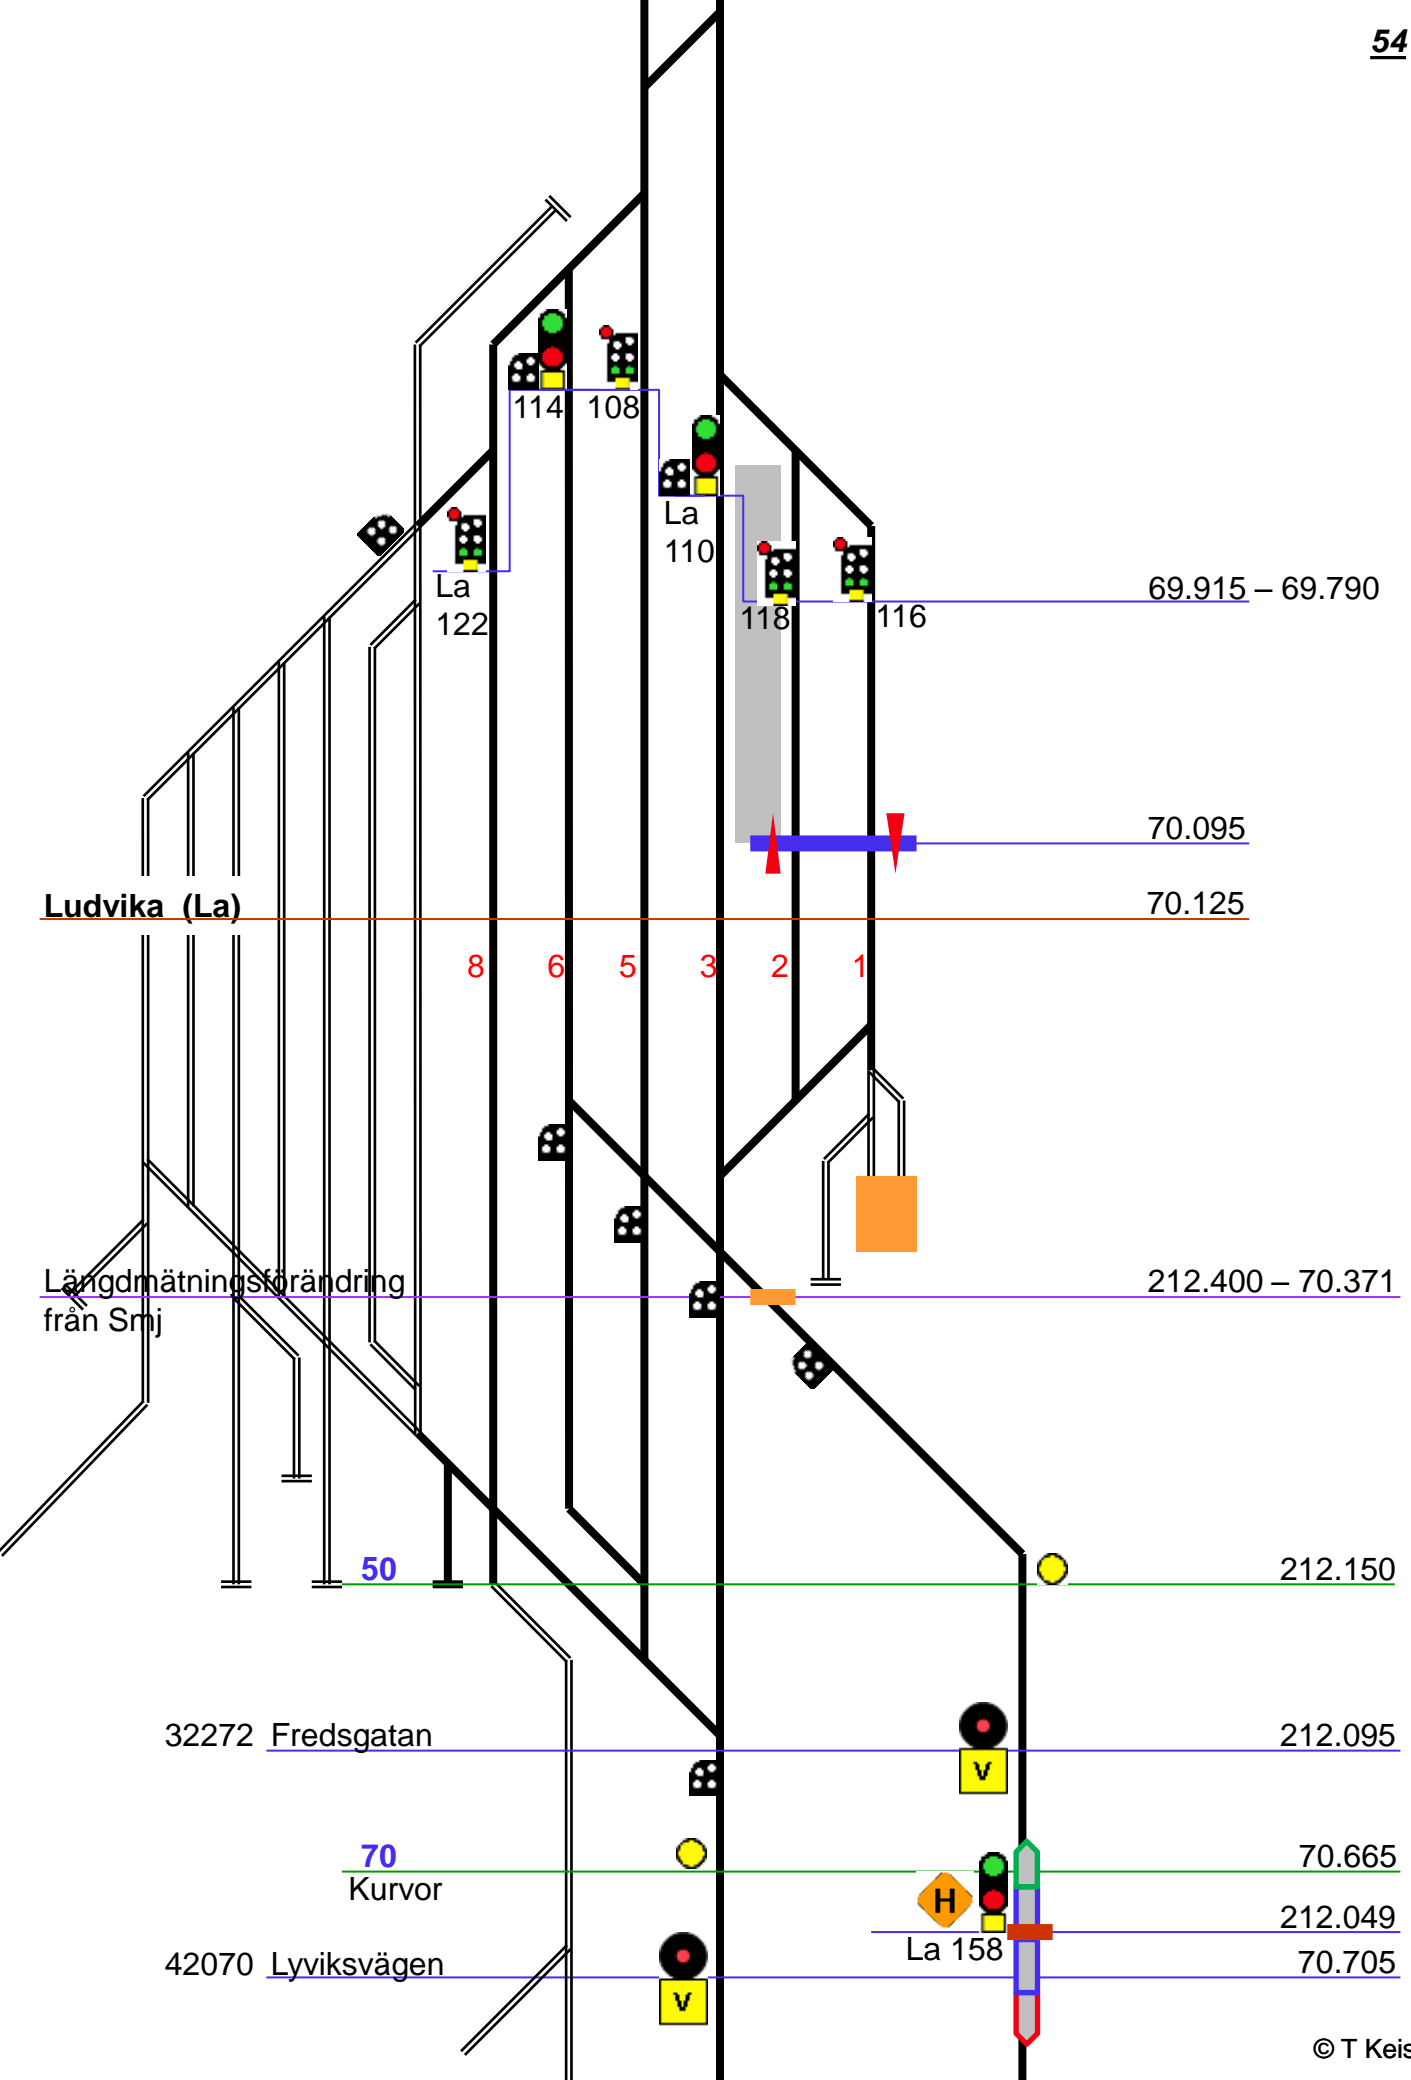 54
114 108
La
110
69.915 – 69.790
La
122
118
116
70.095
Ludvika (La)
70.125
8 6 5 3 2 1
Längdmätningsförändring
från Smj
212.400 – 70.371
50
212.150
32272 Fredsgatan
V
212.095
70
Kurvor
70.665
H
La 158
212.049
42070 Lyviksvägen
V
70.705
© T Keis